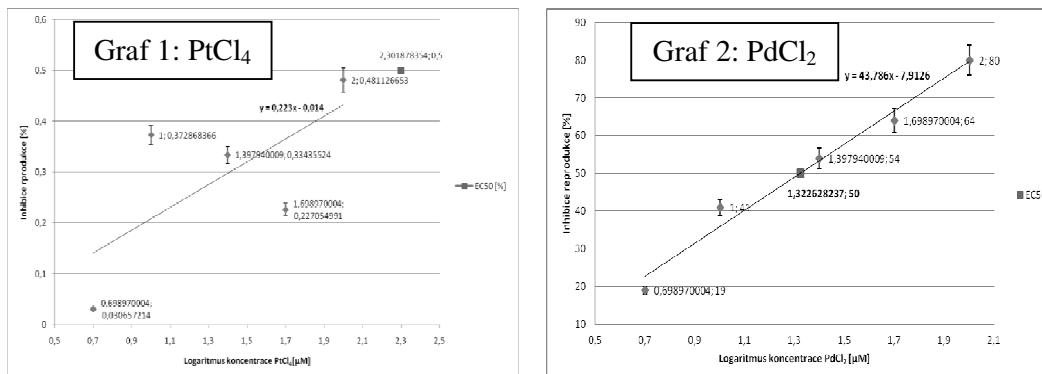 Graf 1: PtCl₄
0,6
0,5
0,4
0,3
0,2
0,1
0
Inhibice reprodukce [%]
2,301878354; 0,5
2; 0,481126653
y = 0,223x - 0,014
1; 0,372868366
1,397940009; 0,33435524
1,698970004;
0,227054991
0,698970004;
0,030657214
EC50 [%]
0,5 0,7 0,9 1,1 1,3 1,5 1,7 1,9 2,1 2,3 2,5
Logaritmus koncentrace PtCl₄[µM]
Graf 2: PdCl₂
90
80
70
60
50
40
30
20
10
Inhibice reprodukce [%]
2; 80
y = 43,786x - 7,9126
1,698970004; 64
1,397940009; 54
1,322628237; 50
1; 41
0,698970004; 19
EC5
0,5 0,7 0,9 1,1 1,3 1,5 1,7 1,9 2,1
Logaritmus koncentrace PdCl₂ [µM]